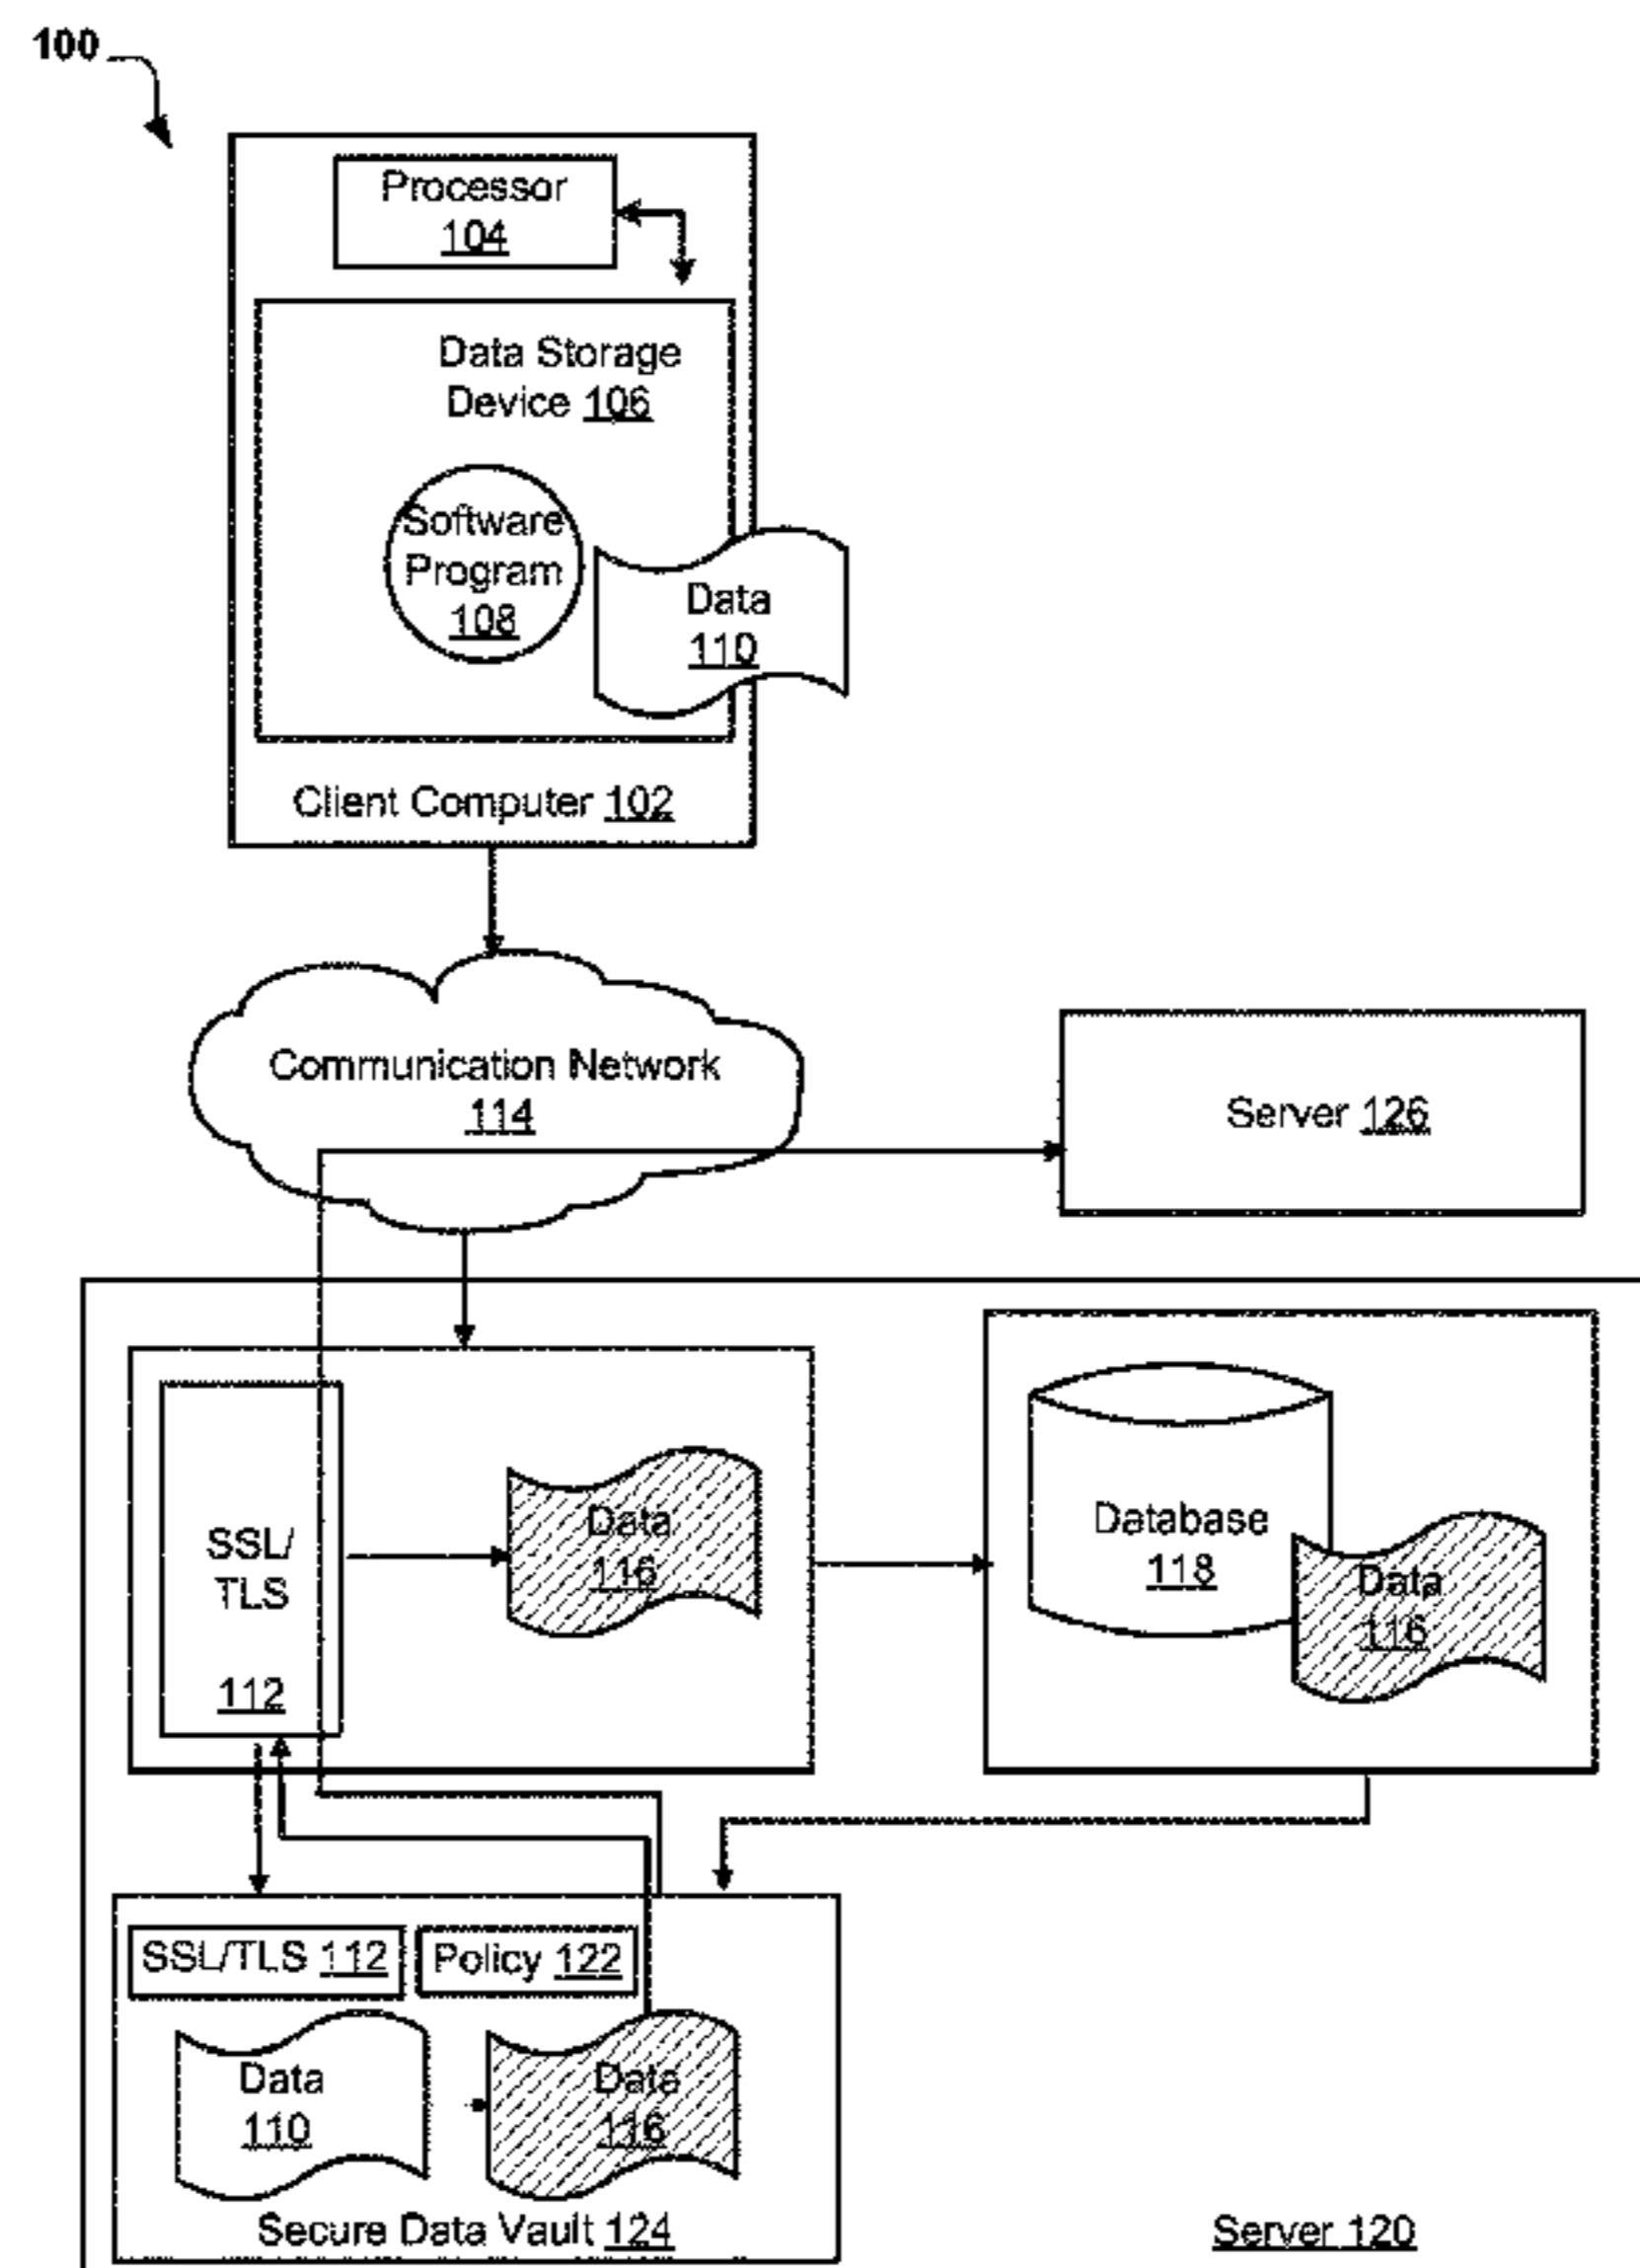 100
Processor
104
Data Storage
Device 106
Software
Program
108
Data
110
Client Computer 102
Communication Network
114
Server 126
SSL/
TLS
112
Data
116
Database
118
Data
116
SSL/TLS 112
Policy 122
Data
110
Data
116
Secure Data Vault 124
Server 120